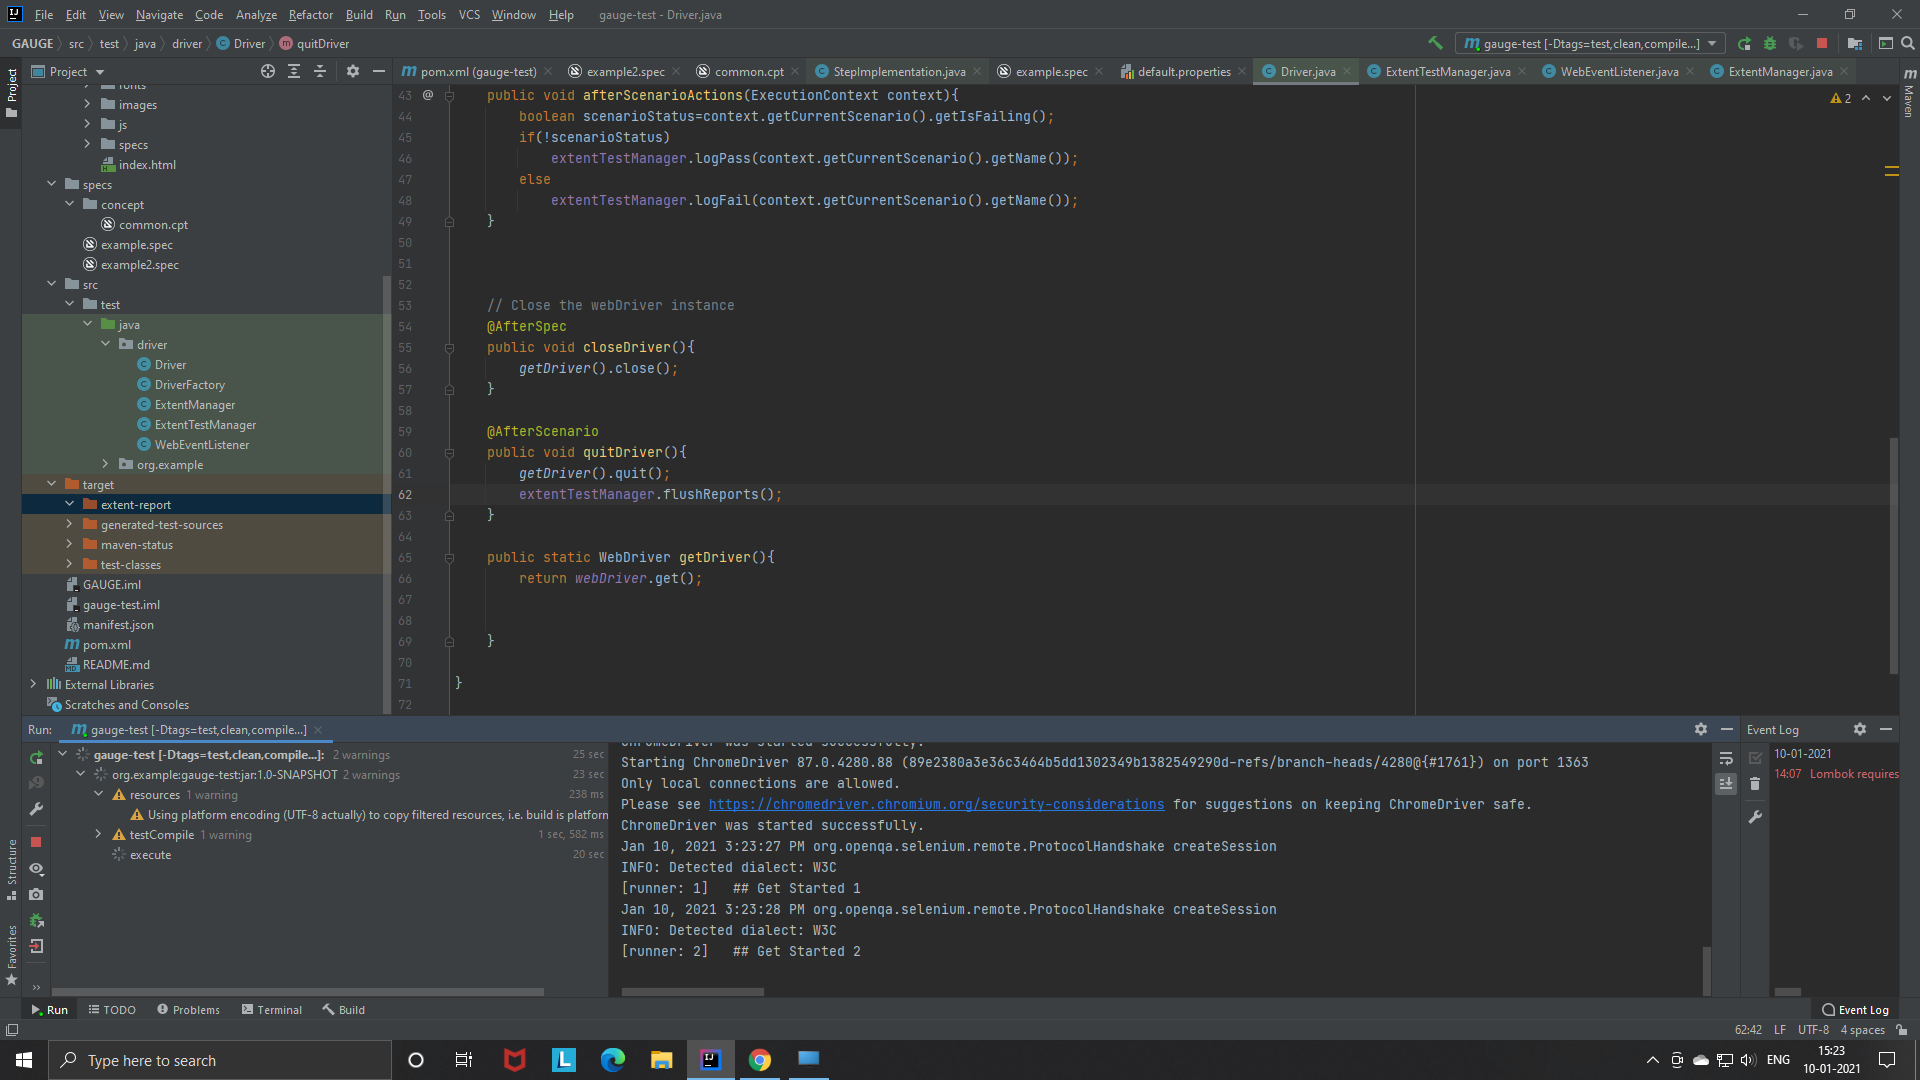 File Edit View Navigate Code Analyze Refactor Build Run Tools VCS Window Help gauge-test - Driver.java
GAUGE src test java driver Driver quitDriver
gauge-test [-Dtags=test,clean,compile...]
Project
pom.xml (gauge-test) example2.spec common.cpt StepImplementation.java example.spec default.properties Driver.java ExtentTestManager.java WebEventListener.java ExtentManager.java
Project
Maven
fonts
images
js
specs
index.html
specs
concept
common.cpt
example.spec
example2.spec
src
test
java
driver
Driver
DriverFactory
ExtentManager
ExtentTestManager
WebEventListener
org.example
target
extent-report
generated-test-sources
maven-status
test-classes
GAUGE.iml
gauge-test.iml
manifest.json
pom.xml
README.md
External Libraries
Scratches and Consoles
2
43 @ public void afterScenarioActions(ExecutionContext context){
44 boolean scenarioStatus=context.getCurrentScenario().getIsFailing();
45 if(!scenarioStatus)
46 extentTestManager.logPass(context.getCurrentScenario().getName());
47 else
48 extentTestManager.logFail(context.getCurrentScenario().getName());
49 }
50
51
52
53 // Close the webDriver instance
54 @AfterSpec
55 public void closeDriver(){
56 getDriver().close();
57 }
58
59 @AfterScenario
60 public void quitDriver(){
61 getDriver().quit();
62 extentTestManager.flushReports();
63 }
64
65 public static WebDriver getDriver(){
66 return webDriver.get();
67
68
69 }
70
71 }
72
Run: gauge-test [-Dtags=test,clean,compile...]
gauge-test [-Dtags=test,clean,compile...]: 2 warnings 25 sec
org.example:gauge-test:jar:1.0-SNAPSHOT 2 warnings 23 sec
resources 1 warning 238 ms
Using platform encoding (UTF-8 actually) to copy filtered resources, i.e. build is platform
testCompile 1 warning 1 sec, 582 ms
execute 20 sec
ChromeDriver was started successfully.
Starting ChromeDriver 87.0.4280.88 (89e2380a3e36c3464b5dd1302349b1382549290d-refs/branch-heads/4280@{#1761}) on port 1363
Only local connections are allowed.
Please see https://chromedriver.chromium.org/security-considerations for suggestions on keeping ChromeDriver safe.
ChromeDriver was started successfully.
Jan 10, 2021 3:23:27 PM org.openqa.selenium.remote.ProtocolHandshake createSession
INFO: Detected dialect: W3C
[runner: 1] ## Get Started 1
Jan 10, 2021 3:23:28 PM org.openqa.selenium.remote.ProtocolHandshake createSession
INFO: Detected dialect: W3C
[runner: 2] ## Get Started 2
Event Log
10-01-2021
14:07 Lombok requires
Structure
Favorites
Run TODO Problems Terminal Build Event Log
62:42 LF UTF-8 4 spaces
Type here to search
ENG
15:23
10-01-2021